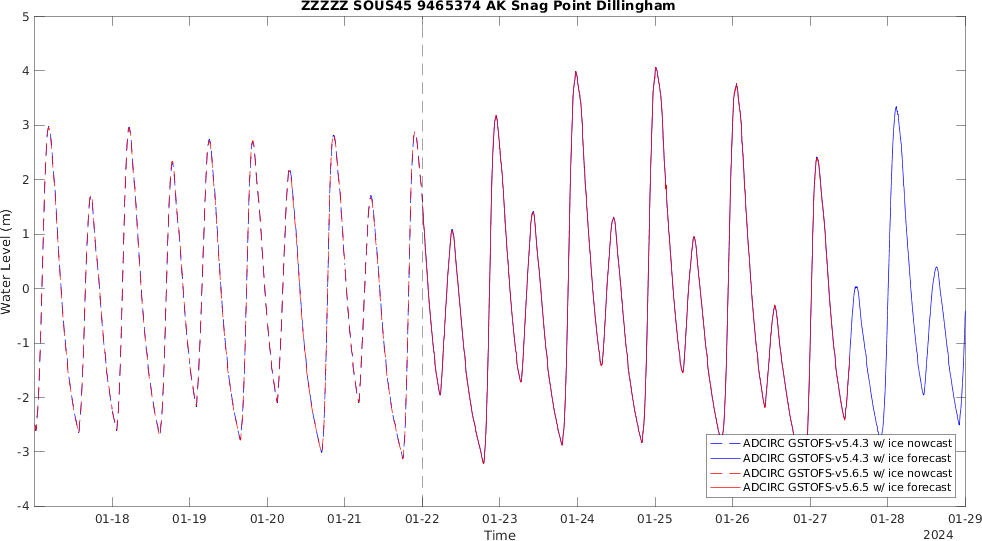 ZZZZZ SOUS45 9465374 AK Snag Point Dillingham
5
4
3
2
1
0
-1
-2
-3
-4
Water Level (m)
ADCIRC GSTOFS-v5.4.3 w/ ice nowcast
ADCIRC GSTOFS-v5.4.3 w/ ice forecast
ADCIRC GSTOFS-v5.6.5 w/ ice nowcast
ADCIRC GSTOFS-v5.6.5 w/ ice forecast
01-18 01-19 01-20 01-21 01-22 01-23 01-24 01-25 01-26 01-27 01-28 01-29
Time
2024